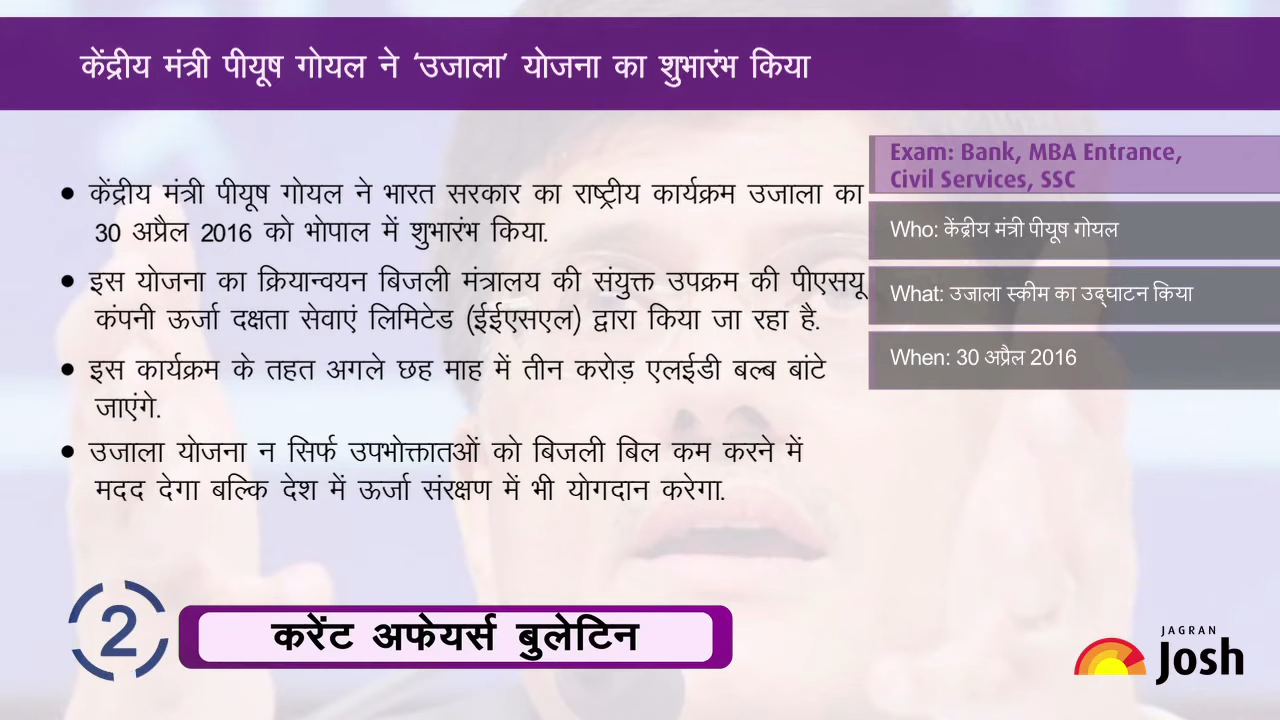 केंद्रीय मंत्री पीयूष गोयल ने ‘उजाला’ योजना का शुभारंभ किया
• केंद्रीय मंत्री पीयूष गोयल ने भारत सरकार का राष्ट्रीय कार्यक्रम उजाला का
30 अप्रैल 2016 को भोपाल में शुभारंभ किया.
• इस योजना का क्रियान्वयन बिजली मंत्रालय की संयुक्त उपक्रम की पीएसयू
कंपनी ऊर्जा दक्षता सेवाएं लिमिटेड (ईईएसएल) द्वारा किया जा रहा है.
• इस कार्यक्रम के तहत अगले छह माह में तीन करोड़ एलईडी बल्ब बांटे
जाएंगे.
• उजाला योजना न सिर्फ उपभोक्तातओं को बिजली बिल कम करने में
मदद देगा बल्कि देश में ऊर्जा संरक्षण में भी योगदान करेगा.
Exam: Bank, MBA Entrance,
Civil Services, SSC
Who: केंद्रीय मंत्री पीयूष गोयल
What: उजाला स्कीम का उद्घाटन किया
When: 30 अप्रैल 2016
2
करेंट अफेयर्स बुलेटिन
JAGRAN
Josh